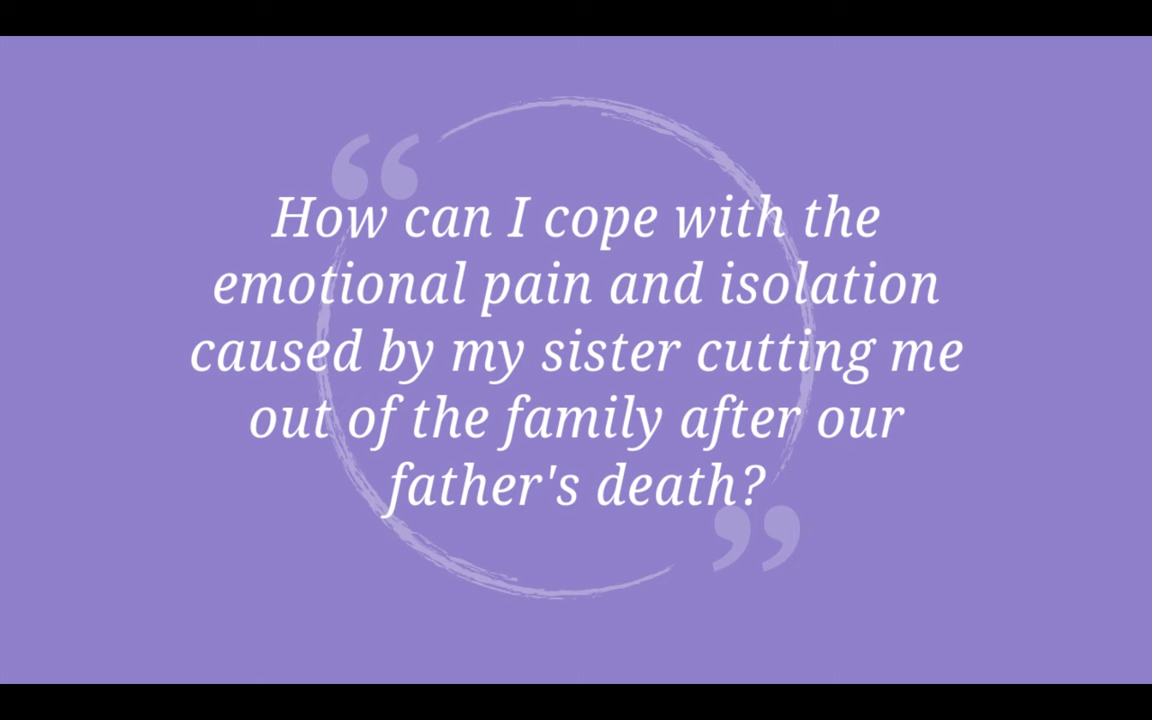 “How can I cope with the
emotional pain and isolation
caused by my sister cutting me
out of the family after our
father's death?”